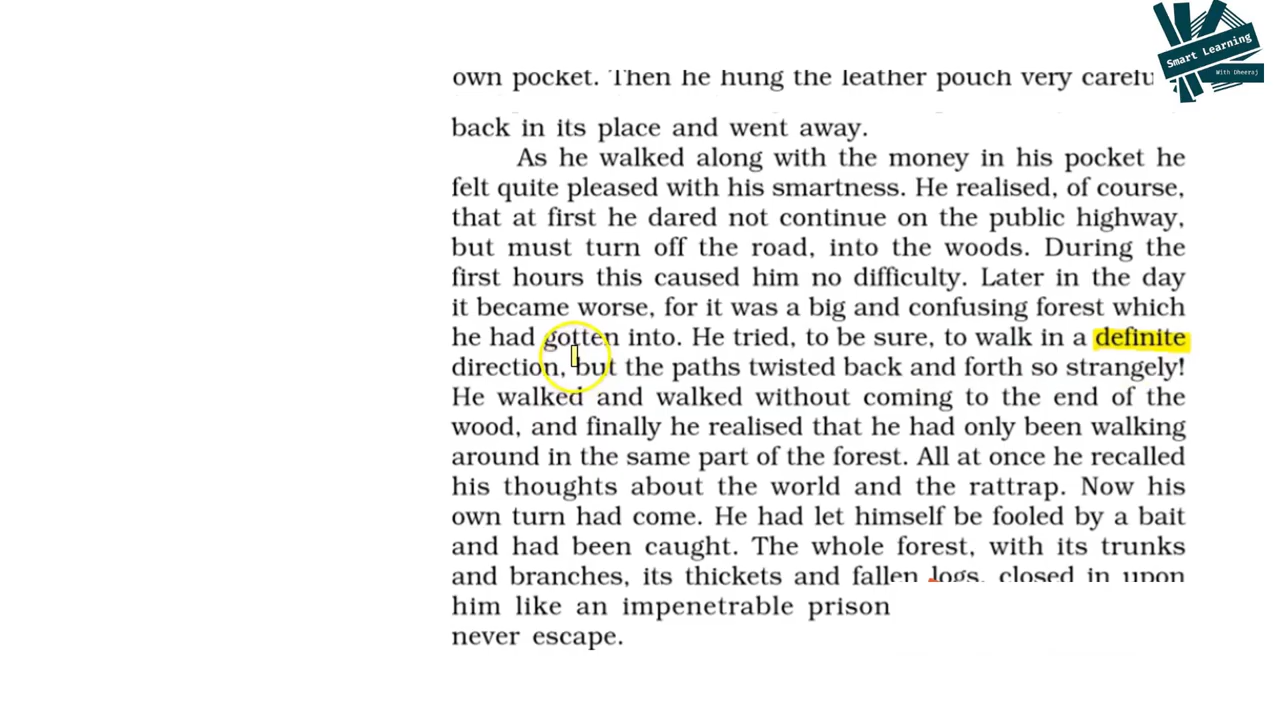 Smart Learning
With Dheeraj
own pocket. Then he hung the leather pouch very carefu
back in its place and went away.
As he walked along with the money in his pocket he
felt quite pleased with his smartness. He realised, of course,
that at first he dared not continue on the public highway,
but must turn off the road, into the woods. During the
first hours this caused him no difficulty. Later in the day
it became worse, for it was a big and confusing forest which
he had gotten into. He tried, to be sure, to walk in a definite
direction, but the paths twisted back and forth so strangely!
He walked and walked without coming to the end of the
wood, and finally he realised that he had only been walking
around in the same part of the forest. All at once he recalled
his thoughts about the world and the rattrap. Now his
own turn had come. He had let himself be fooled by a bait
and had been caught. The whole forest, with its trunks
and branches, its thickets and fallen logs, closed in upon
him like an impenetrable prison
never escape.